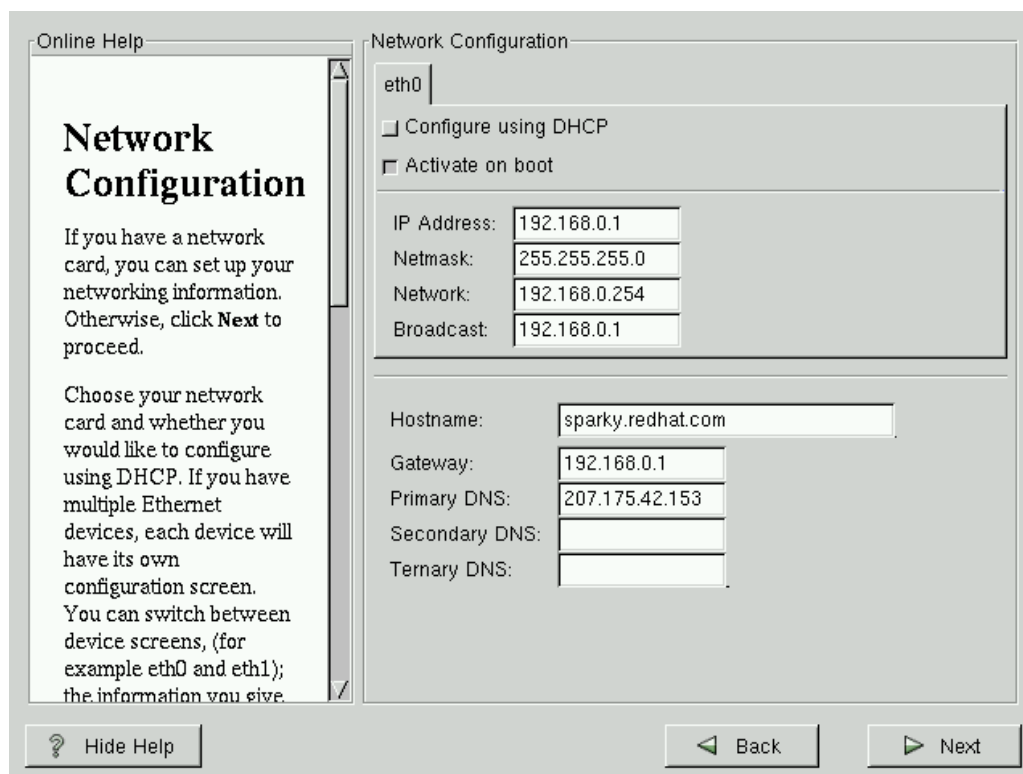 Online Help
Network
Configuration
If you have a network
card, you can set up your
networking information.
Otherwise, click Next to
proceed.
Choose your network
card and whether you
would like to configure
using DHCP. If you have
multiple Ethernet
devices, each device will
have its own
configuration screen.
You can switch between
device screens, (for
example eth0 and eth1);
the information you give
Network Configuration
eth0
Configure using DHCP
Activate on boot
IP Address: 192.168.0.1
Netmask: 255.255.255.0
Network: 192.168.0.254
Broadcast: 192.168.0.1
Hostname: sparky.redhat.com
Gateway: 192.168.0.1
Primary DNS: 207.175.42.153
Secondary DNS:
Ternary DNS:
? Hide Help
Back
Next